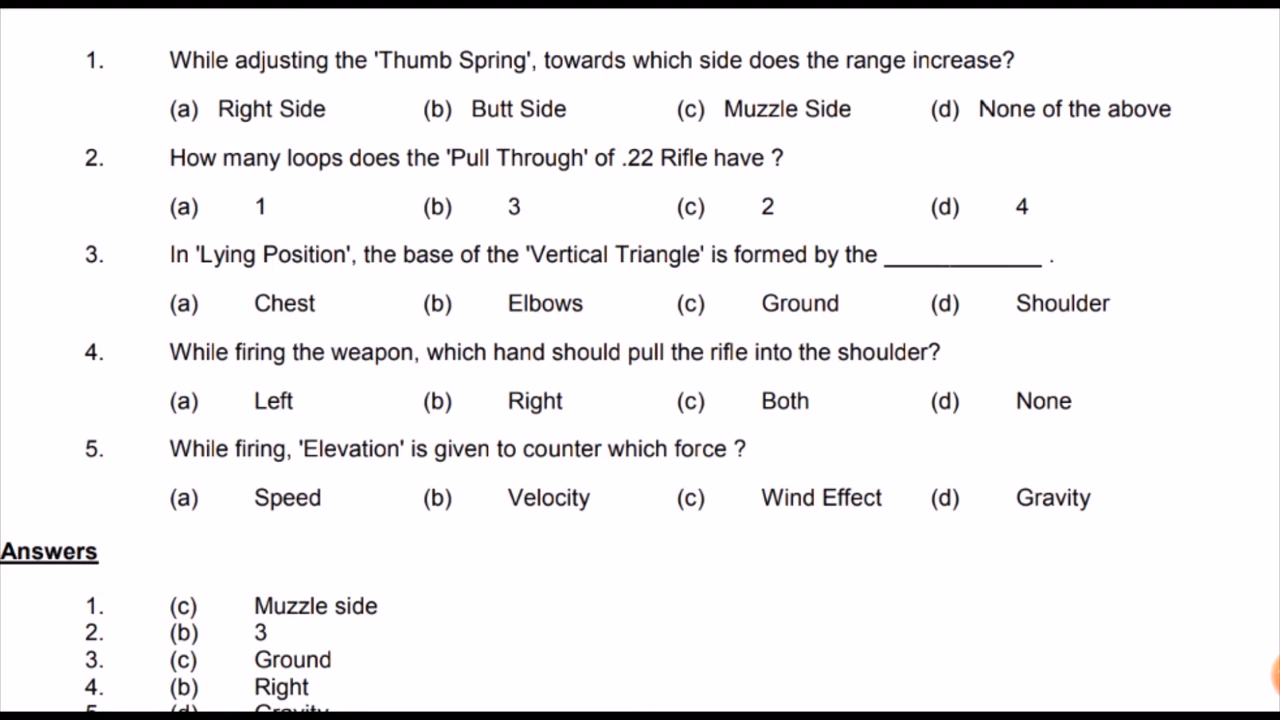 1. While adjusting the 'Thumb Spring', towards which side does the range increase?
(a) Right Side (b) Butt Side (c) Muzzle Side (d) None of the above
2. How many loops does the 'Pull Through' of .22 Rifle have ?
(a) 1 (b) 3 (c) 2 (d) 4
3. In 'Lying Position', the base of the 'Vertical Triangle' is formed by the ____________ .
(a) Chest (b) Elbows (c) Ground (d) Shoulder
4. While firing the weapon, which hand should pull the rifle into the shoulder?
(a) Left (b) Right (c) Both (d) None
5. While firing, 'Elevation' is given to counter which force ?
(a) Speed (b) Velocity (c) Wind Effect (d) Gravity
Answers
1. (c) Muzzle side
2. (b) 3
3. (c) Ground
4. (b) Right
5. (d) Gravity